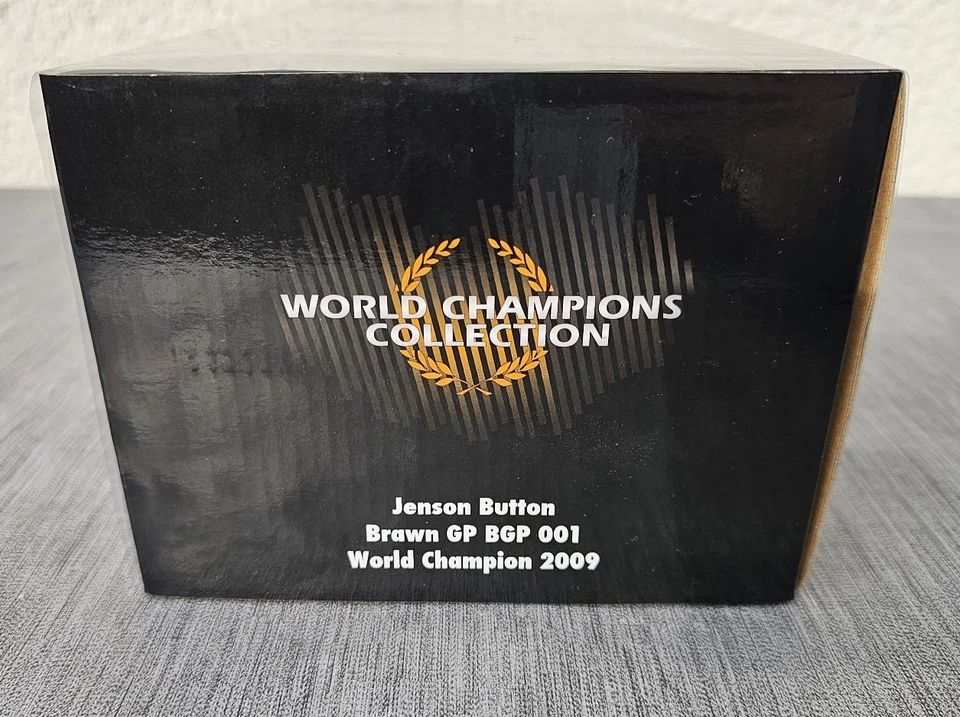 WORLD CHAMPIONS
COLLECTION
Jenson Button
Brawn GP BGP 001
World Champion 2009